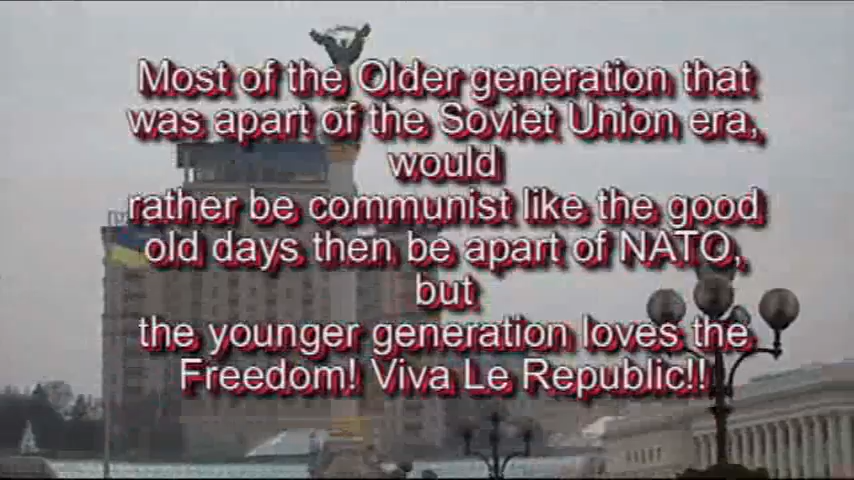 Most of the Older generation that
was apart of the Soviet Union era,
would
rather be communist like the good
old days then be apart of NATO,
but
the younger generation loves the
Freedom! Viva Le Republic!!